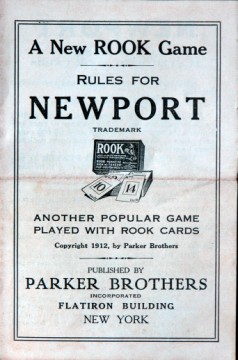 A New ROOK Game
RULES FOR
NEWPORT
TRADEMARK
ROOK
10 14
ANOTHER POPULAR GAME
PLAYED WITH ROOK CARDS
Copyright 1912, by Parker Brothers
PUBLISHED BY
PARKER BROTHERS
INCORPORATED
FLATIRON BUILDING
NEW YORK